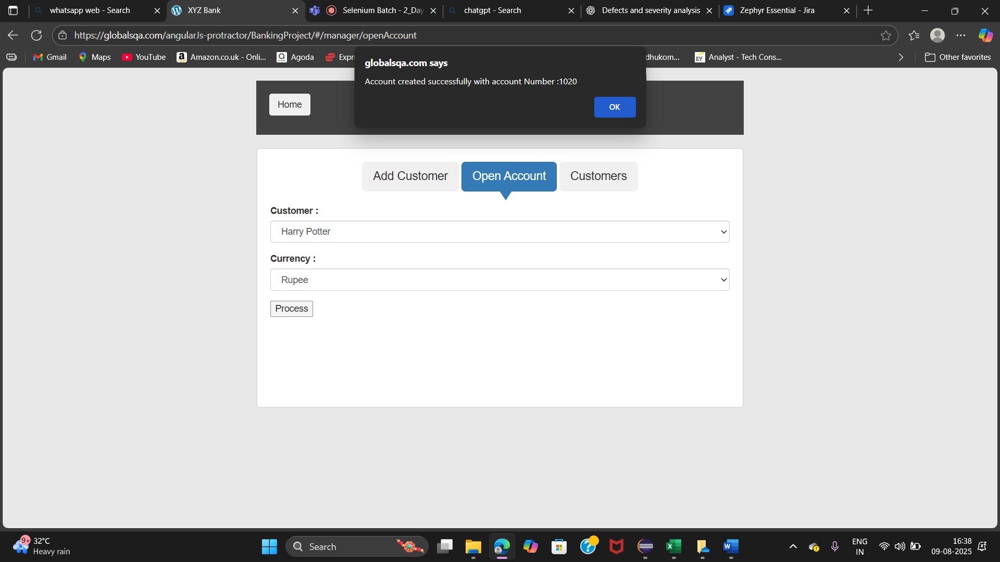 whatsapp web - Search
XYZ Bank
Selenium Batch - 2_Day
chatgpt - Search
Defects and severity analysis
Zephyr Essential - Jira
https://globalsqa.com/angularJs-protractor/BankingProject/#/manager/openAccount
Gmail
Maps
YouTube
Amazon.co.uk - Onli...
Agoda
Expr
dhukom...
EY
Analyst - Tech Cons...
Other favorites
globalsqa.com says
Account created successfully with account Number :1020
OK
Home
Add Customer
Open Account
Customers
Customer :
Harry Potter
Currency :
Rupee
Process
9+
32°C
Heavy rain
Search
ENG
IN
16:38
09-08-2025